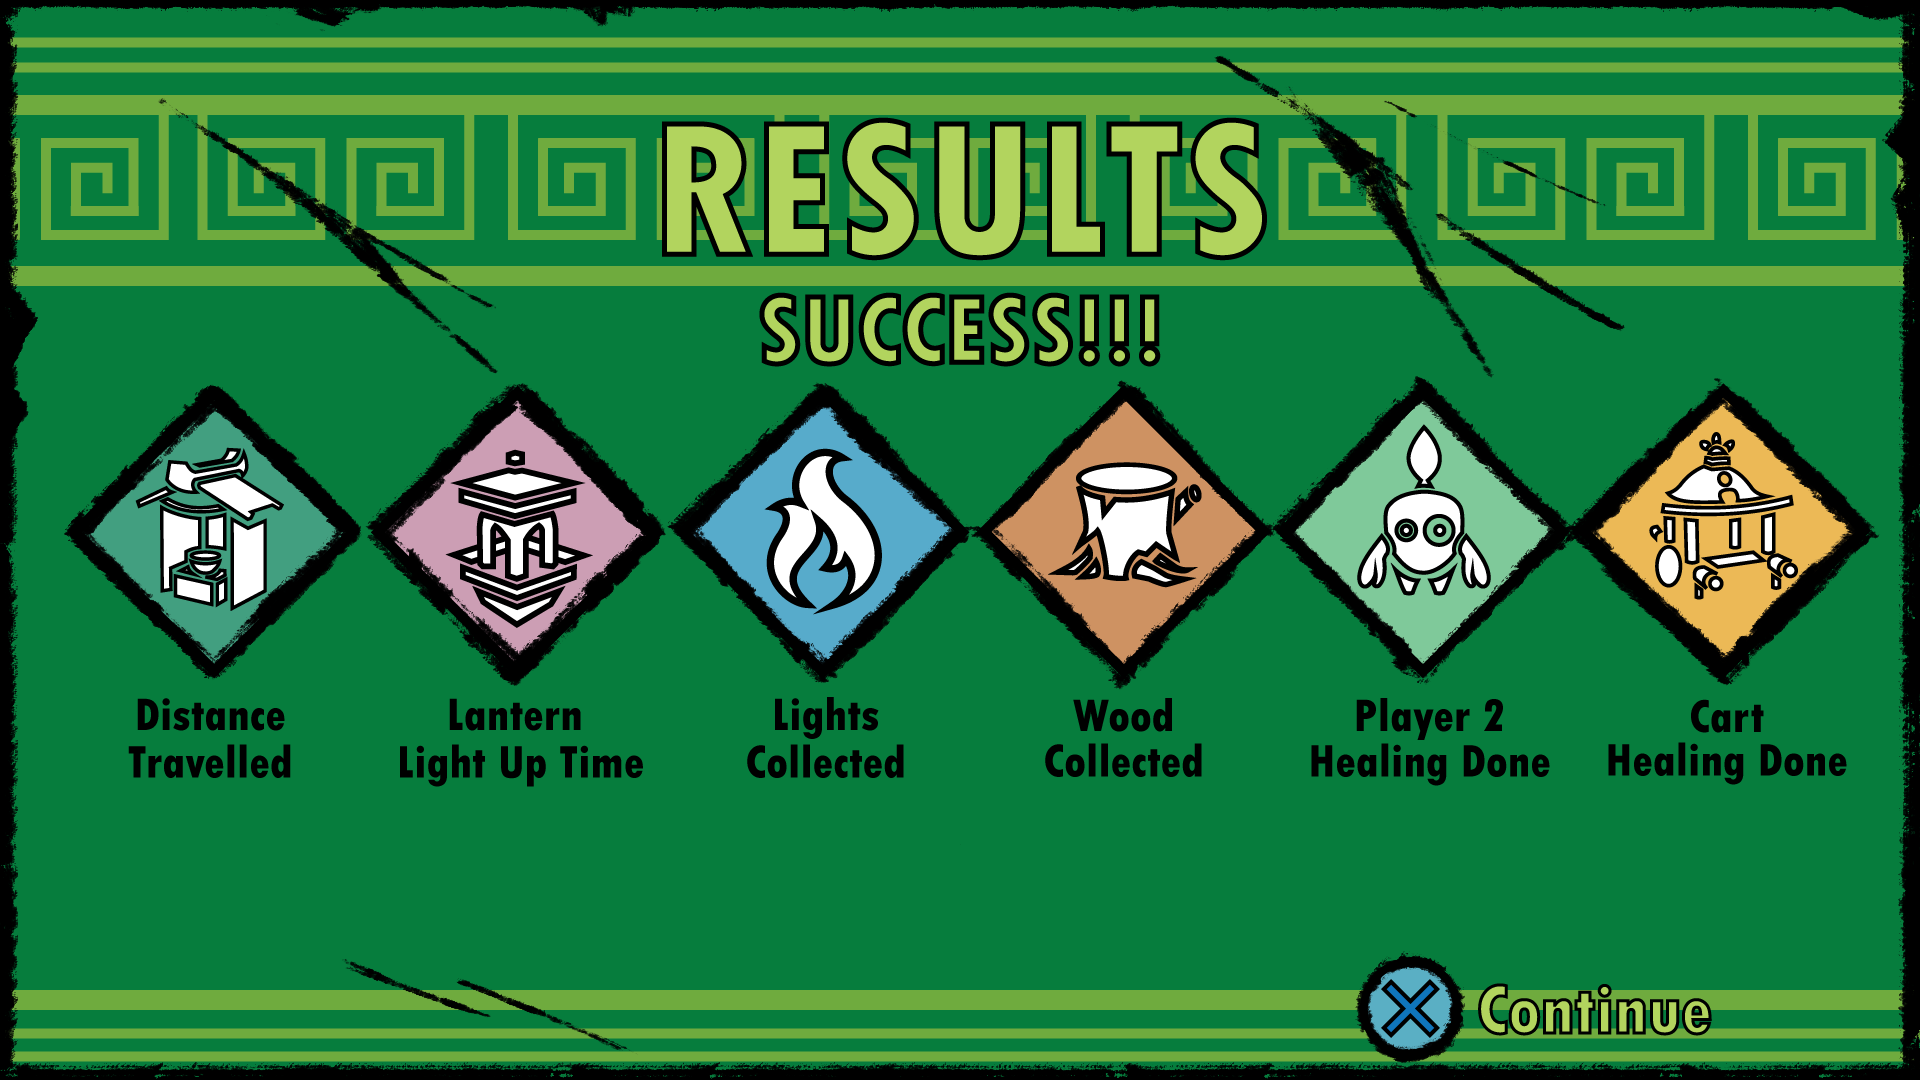 RESULTS
SUCCESS!!!
Distance
Travelled
Lantern
Light Up Time
Lights
Collected
Wood
Collected
Player 2
Healing Done
Cart
Healing Done
Continue